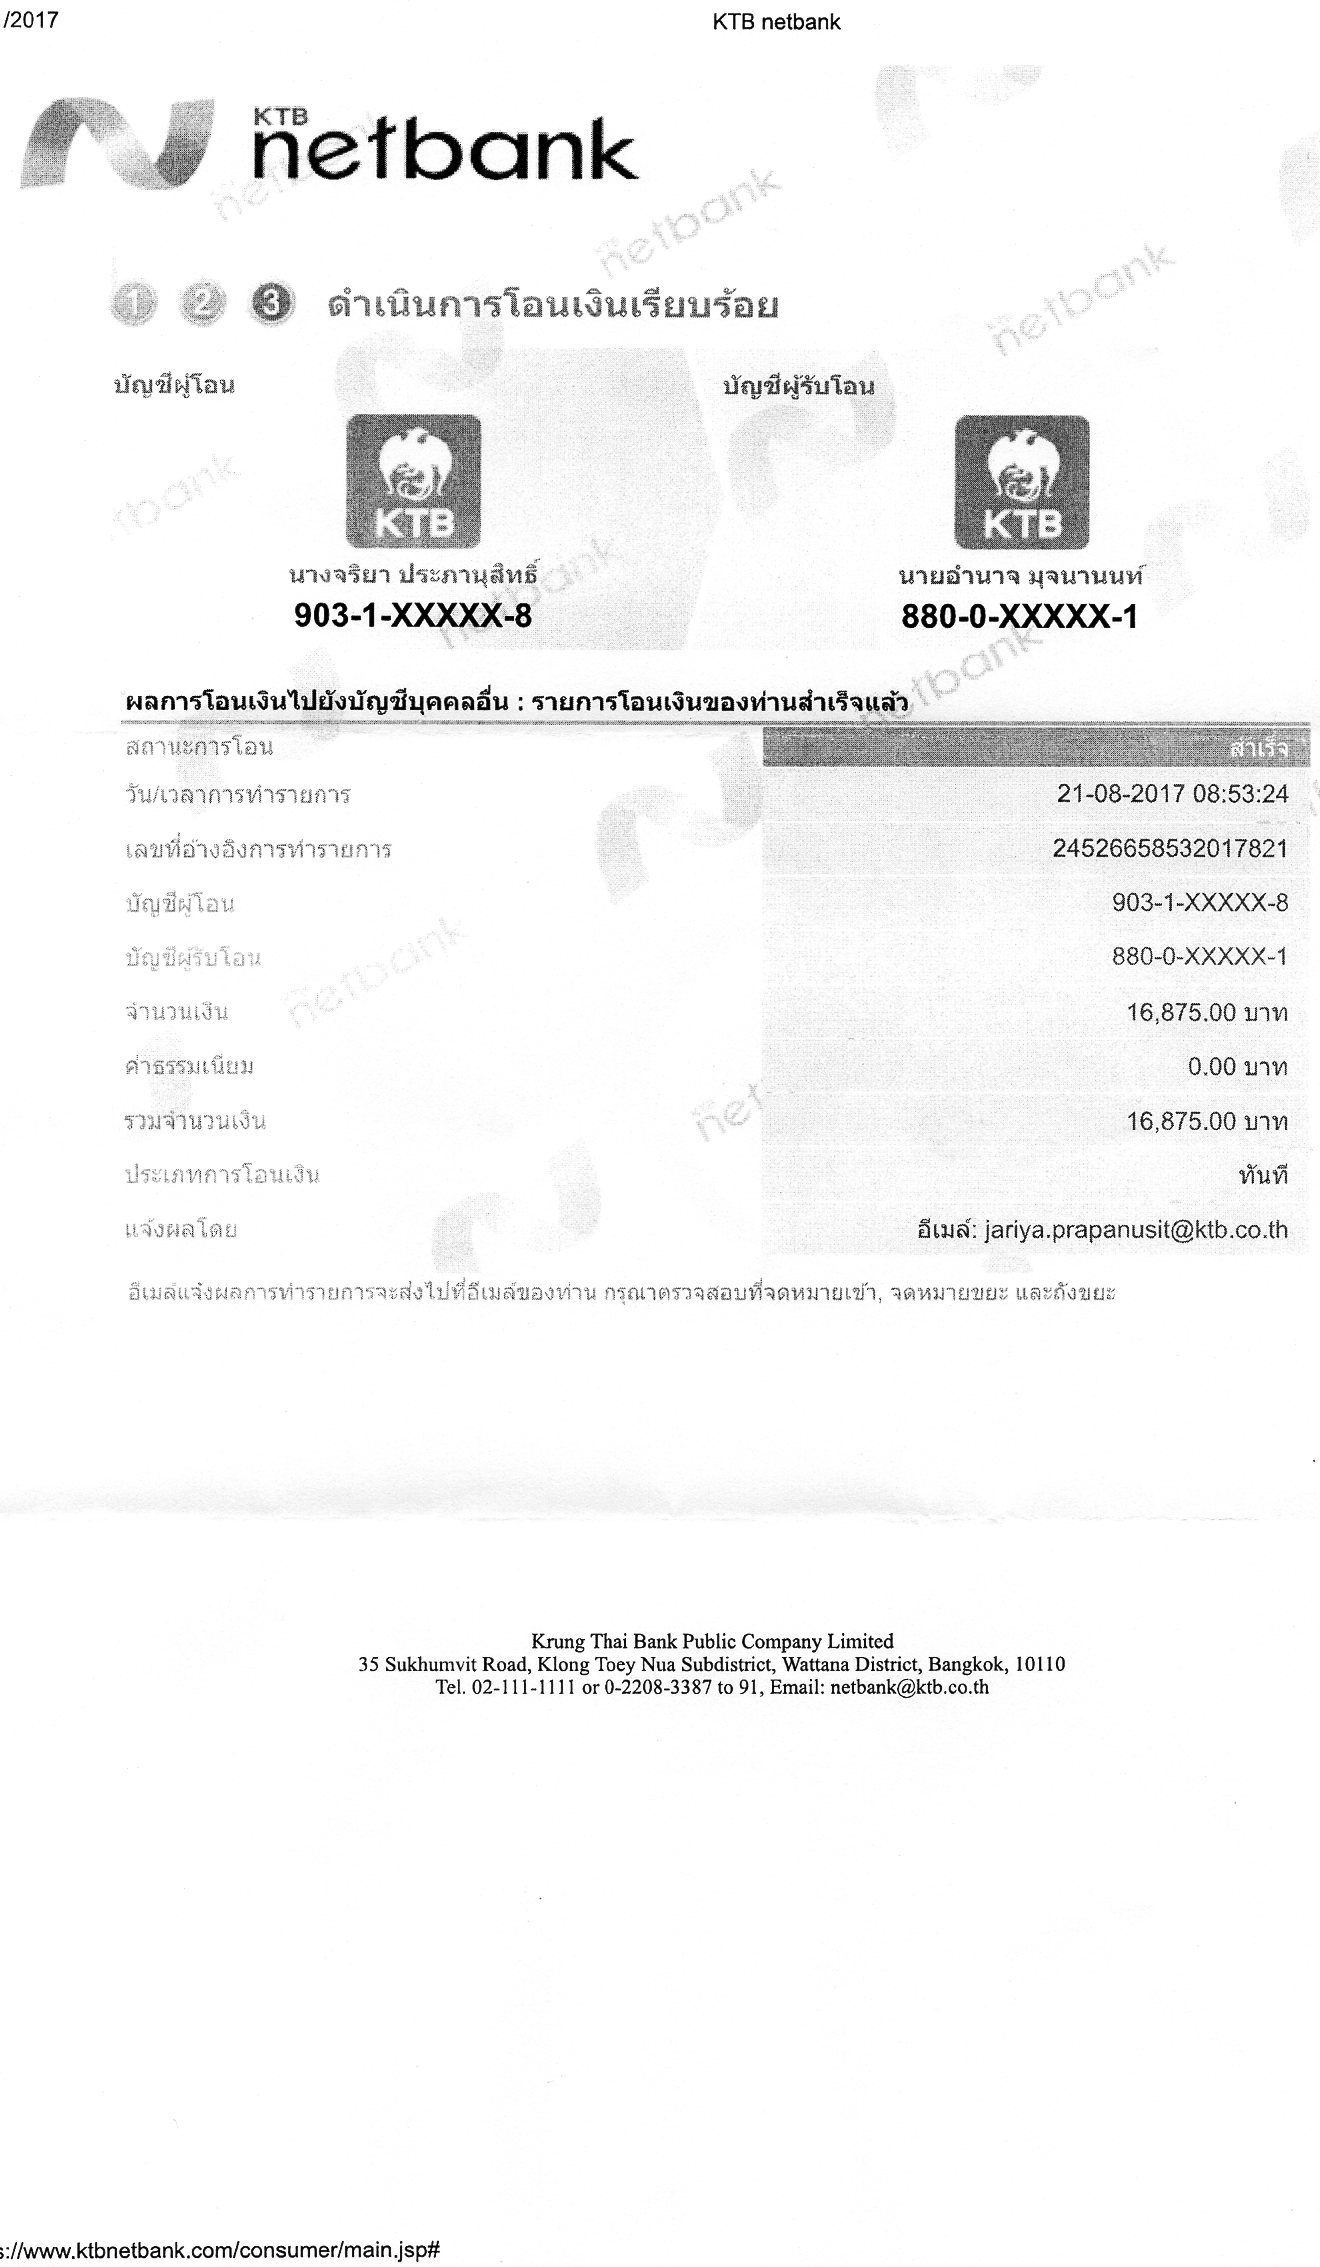 /2017
KTB netbank
KTB
netbank
1 2 3 ดำเนินการโอนเงินเรียบร้อย
บัญชีผู้โอน
บัญชีผู้รับโอน
KTB
KTB
นางจริยา ประภานุสิทธิ์
นายอำนาจ มุจนานนท์
903-1-XXXXX-8
880-0-XXXXX-1
ผลการโอนเงินไปยังบัญชีบุคคลอื่น : รายการโอนเงินของท่านสำเร็จแล้ว
สถานะการโอน สำเร็จ
วัน/เวลาการทำรายการ 21-08-2017 08:53:24
เลขที่อ้างอิงการทำรายการ 24526658532017821
บัญชีผู้โอน 903-1-XXXXX-8
บัญชีผู้รับโอน 880-0-XXXXX-1
จำนวนเงิน 16,875.00 บาท
ค่าธรรมเนียม 0.00 บาท
รวมจำนวนเงิน 16,875.00 บาท
ประเภทการโอนเงิน ทันที
แจ้งผลโดย อีเมล์: jariya.prapanusit@ktb.co.th
อีเมล์แจ้งผลการทำรายการจะส่งไปที่อีเมล์ของท่าน กรุณาตรวจสอบที่จดหมายเข้า, จดหมายขยะ และถังขยะ
Krung Thai Bank Public Company Limited
35 Sukhumvit Road, Klong Toey Nua Subdistrict, Wattana District, Bangkok, 10110
Tel. 02-111-1111 or 0-2208-3387 to 91, Email: netbank@ktb.co.th
s://www.ktbnetbank.com/consumer/main.jsp#